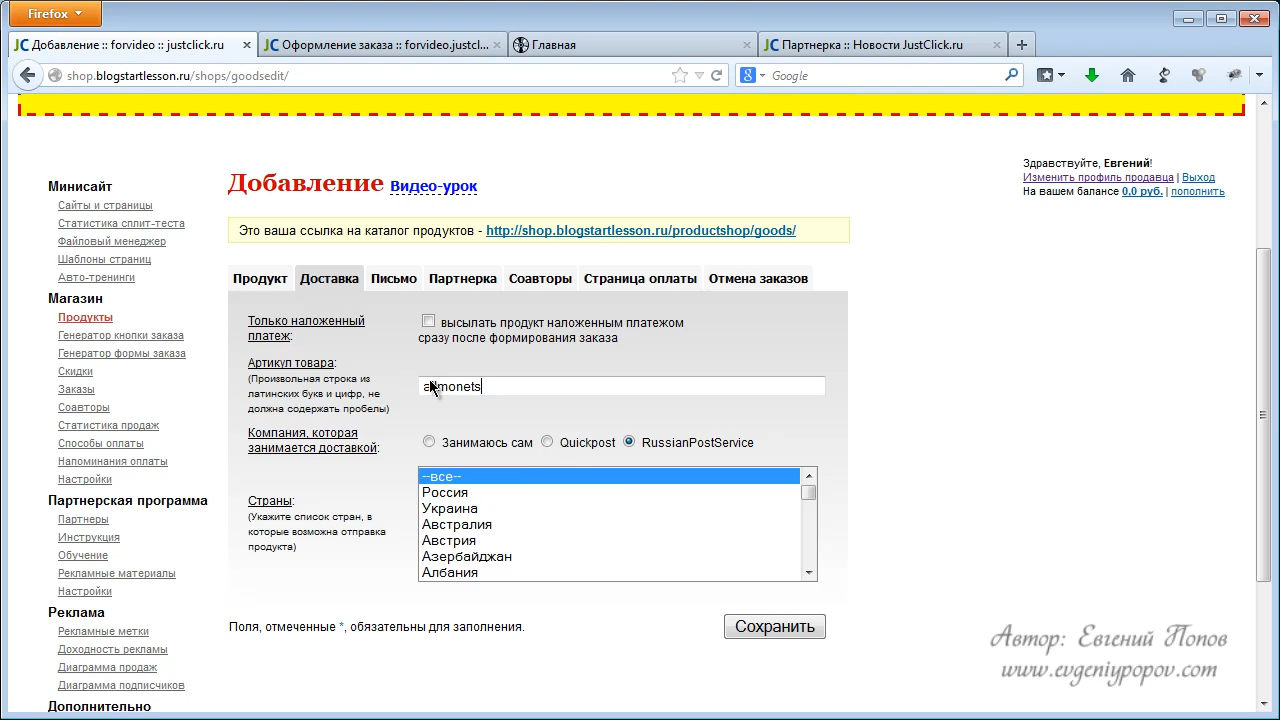 Firefox
Добавление :: forvideo :: justclick.ru
Оформление заказа :: forvideo.justcl...
Главная
Партнерка :: Новости JustClick.ru
shop.blogstartlesson.ru/shops/goodsedit/
Google
Здравствуйте, Евгений!
Изменить профиль продавца | Выход
На вашем балансе 0,0 руб. | пополнить
Минисайт
Сайты и страницы
Статистика сплит-теста
Файловый менеджер
Шаблоны страниц
Авто-тренинги
Магазин
Продукты
Генератор кнопки заказа
Генератор формы заказа
Скидки
Заказы
Соавторы
Статистика продаж
Способы оплаты
Напоминания оплаты
Настройки
Партнерская программа
Партнеры
Инструкция
Обучение
Рекламные материалы
Настройки
Реклама
Рекламные метки
Доходность рекламы
Диаграмма продаж
Диаграмма подписчиков
Дополнительно
Добавление Видео-урок
Это ваша ссылка на каталог продуктов - http://shop.blogstartlesson.ru/productshop/goods/
Продукт Доставка Письмо Партнерка Соавторы Страница оплаты Отмена заказов
Только наложенный
платеж:
высылать продукт наложенным платежом
сразу после формирования заказа
Артикул товара:
(Произвольная строка из
латинских букв и цифр, не
должна содержать пробелы)
Компания, которая
занимается доставкой:
Занимаюсь сам Quickpost RussianPostService
Страны:
(Укажите список стран, в
которые возможна отправка
продукта)
--все--
Россия
Украина
Австралия
Австрия
Азербайджан
Албания
Поля, отмеченные *, обязательны для заполнения.
Сохранить
Автор: Евгений Попов
www.evgeniypopov.com